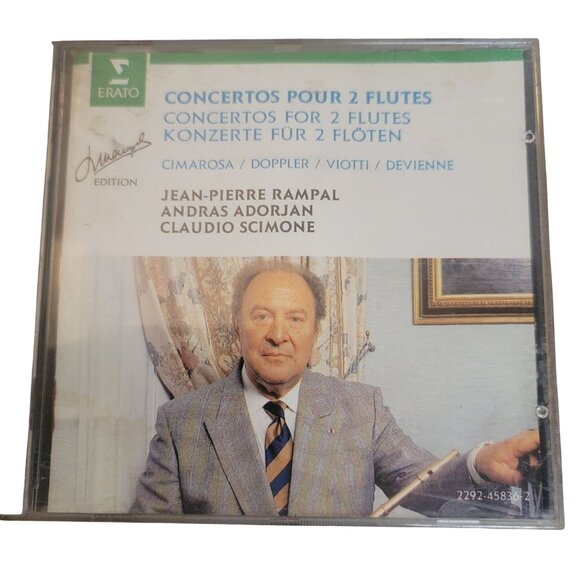 ERATO
CONCERTOS POUR 2 FLUTES
CONCERTOS FOR 2 FLUTES
KONZERTE FÜR 2 FLÖTEN
EDITION
CIMAROSA / DOPPLER / VIOTTI / DEVIENNE
JEAN-PIERRE RAMPAL
ANDRAS ADORJAN
CLAUDIO SCIMONE
2292-45836-2